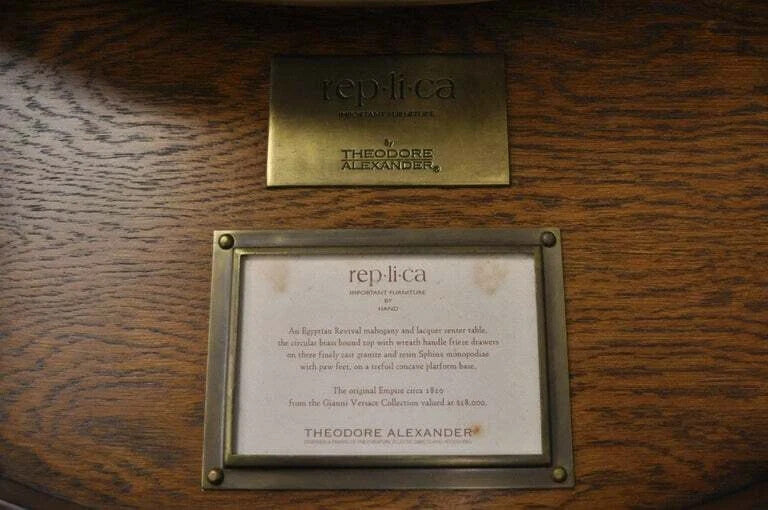 rep·li·ca
IMPORTANT FURNITURE
By
THEODORE
ALEXANDER®
rep·li·ca
IMPORTANT FURNITURE
BY
HAND
An Egyptian Revival mahogany and lacquer center table,
the circular brass bound top with wreath handle frieze drawers
on three finely cast granite and resin Sphinx monopodiae
with paw feet, on a trefoil concave platform base.
The original Empire circa 1820
from the Gianni Versace Collection valued at
THEODORE ALEXANDER